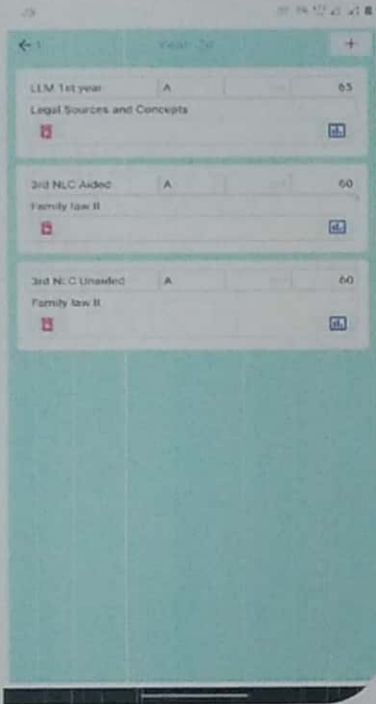 LLM 1st year A 65
Legal Sources and Concepts
3rd NLC Aided A 60
Family law II
3rd NLC Unaided A 60
Family law II